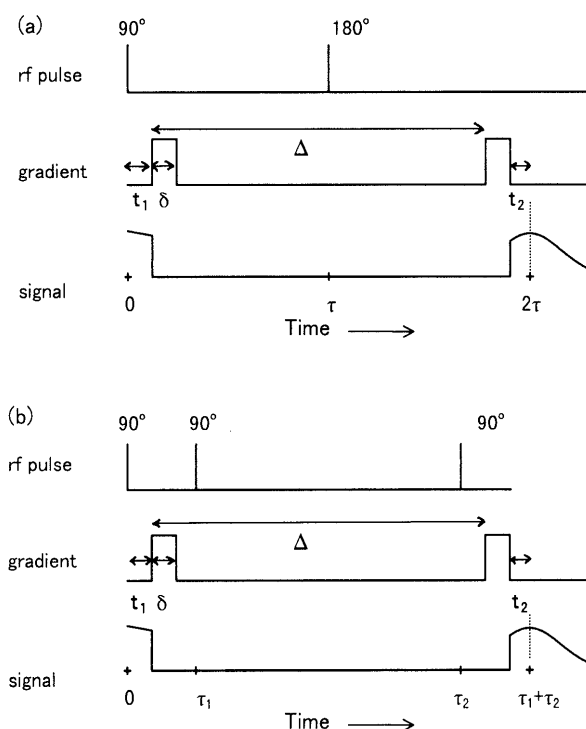 (a)
90° 180°
rf pulse
Δ
gradient
t₁ δ t₂
signal
0 τ 2τ
Time
(b)
90° 90° 90°
rf pulse
Δ
gradient
t₁ δ t₂
signal
0 τ₁ τ₂ τ₁+τ₂
Time